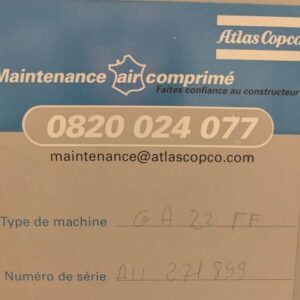 Atlas Copco
Maintenance air comprimé
Faites confiance au constructeur
0820 024 077
maintenance@atlascopco.com
Type de machine GA 22 FF
Numéro de série AII 271 899